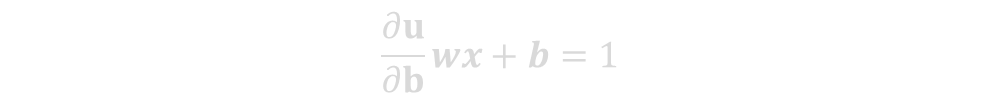 ∂u/∂b wx + b = 1